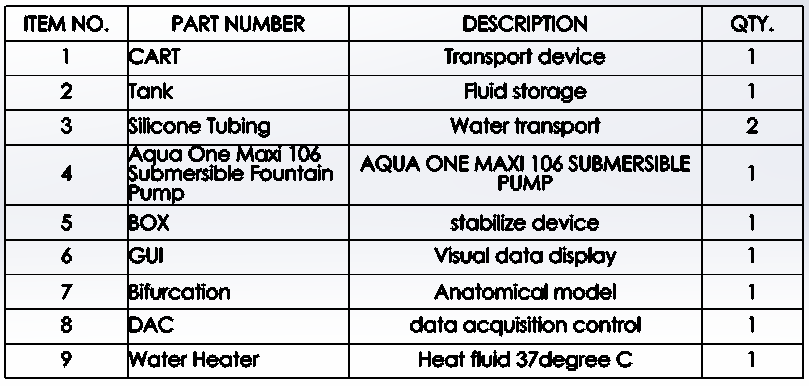 ITEM NO. PART NUMBER DESCRIPTION QTY.
1 CART Transport device 1
2 Tank Fluid storage 1
3 Silicone Tubing Water transport 2
4 Aqua One Maxi 106 Submersible Fountain Pump AQUA ONE MAXI 106 SUBMERSIBLE PUMP 1
5 BOX stabilize device 1
6 GUI Visual data display 1
7 Bifurcation Anatomical model 1
8 DAC data acquisition control 1
9 Water Heater Heat fluid 37degree C 1